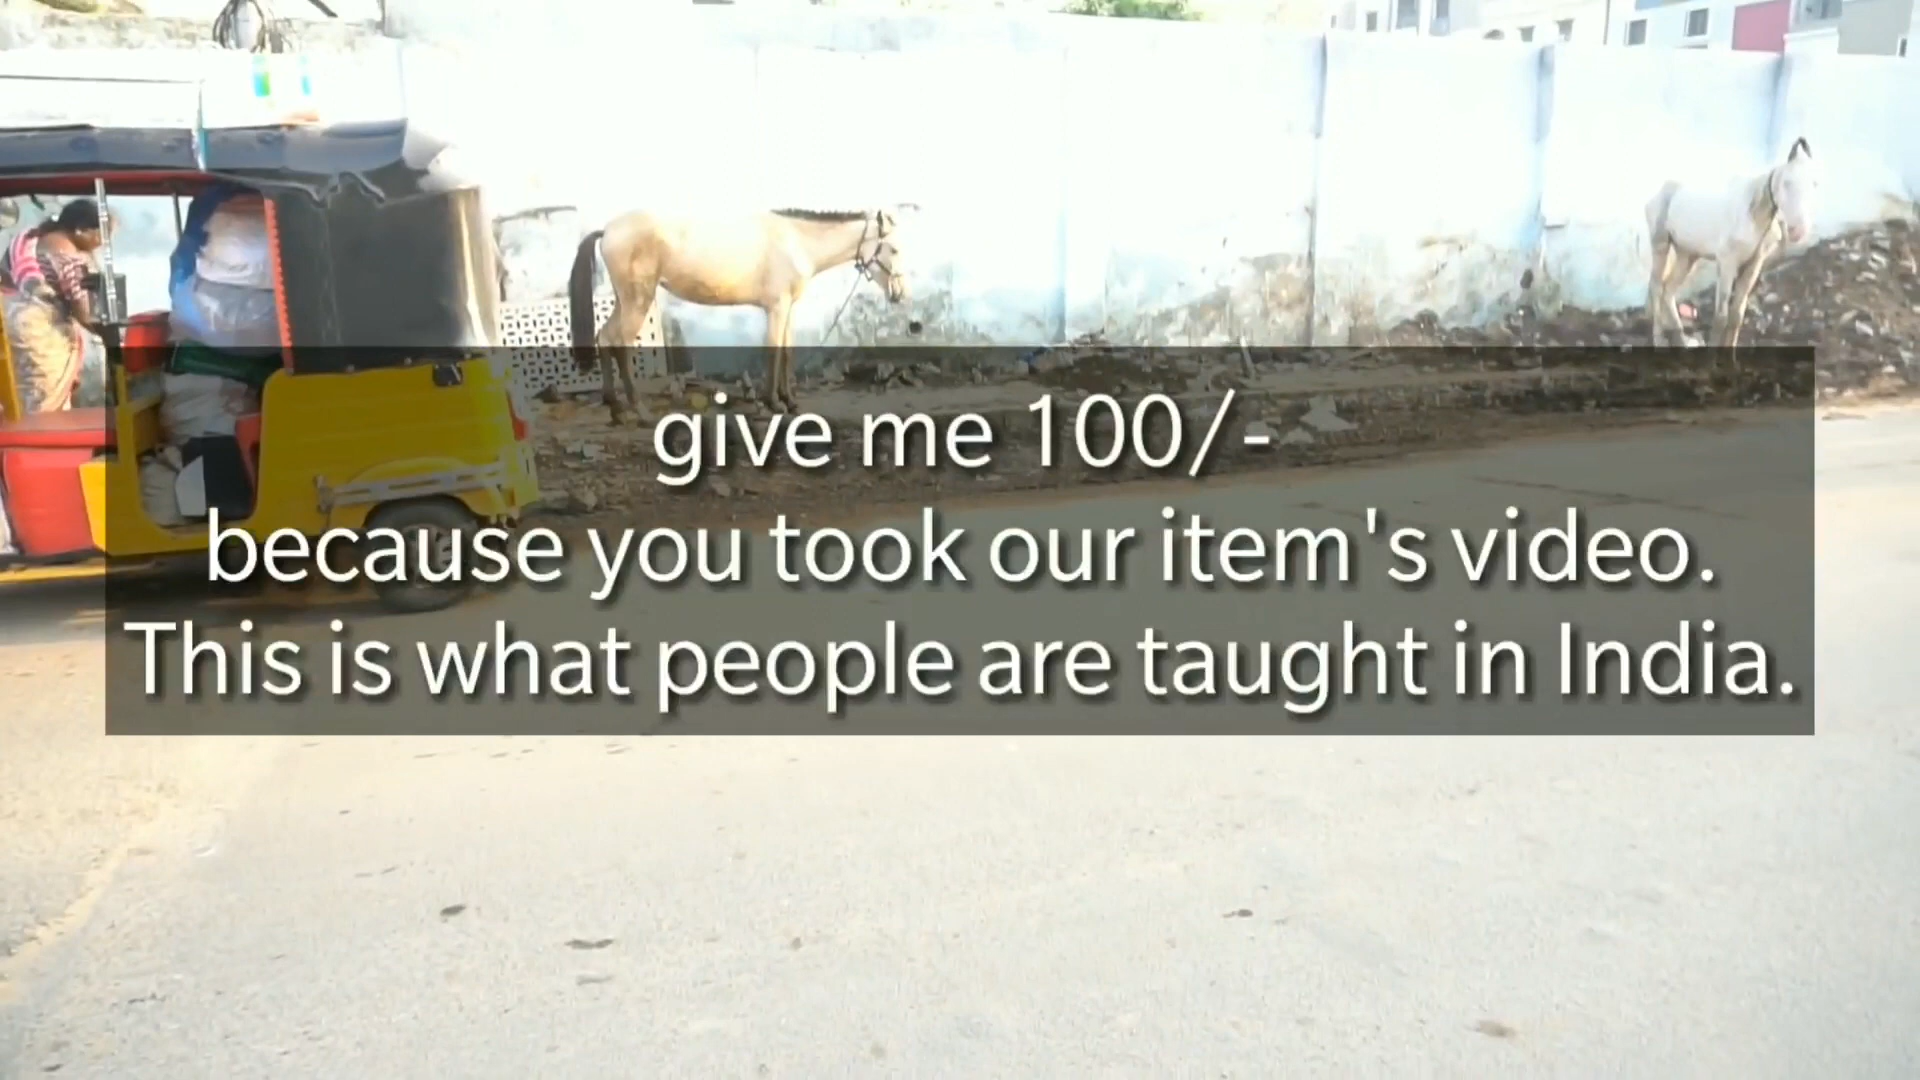 give me 100/-
because you took our item's video.
This is what people are taught in India.